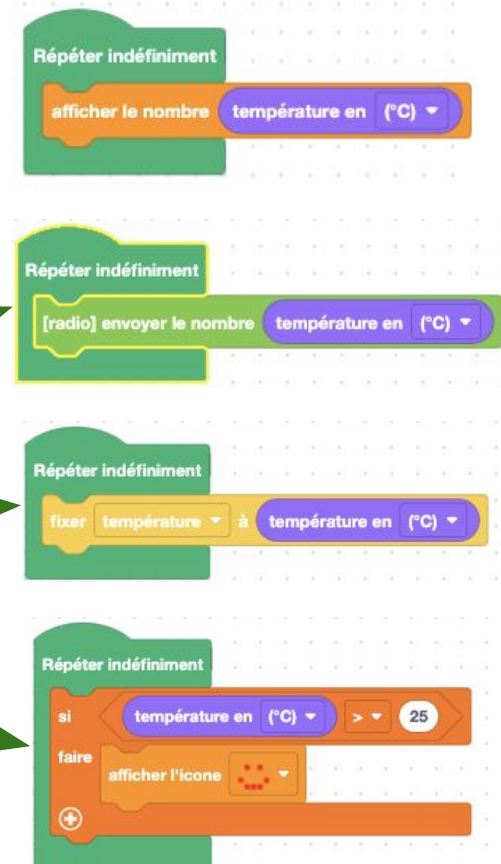 Répéter indéfiniment
afficher le nombre température en (°C)
Répéter indéfiniment
[radio] envoyer le nombre température en (°C)
Répéter indéfiniment
fixer température à température en (°C)
Répéter indéfiniment
si température en (°C) > 25
faire
afficher l'icone